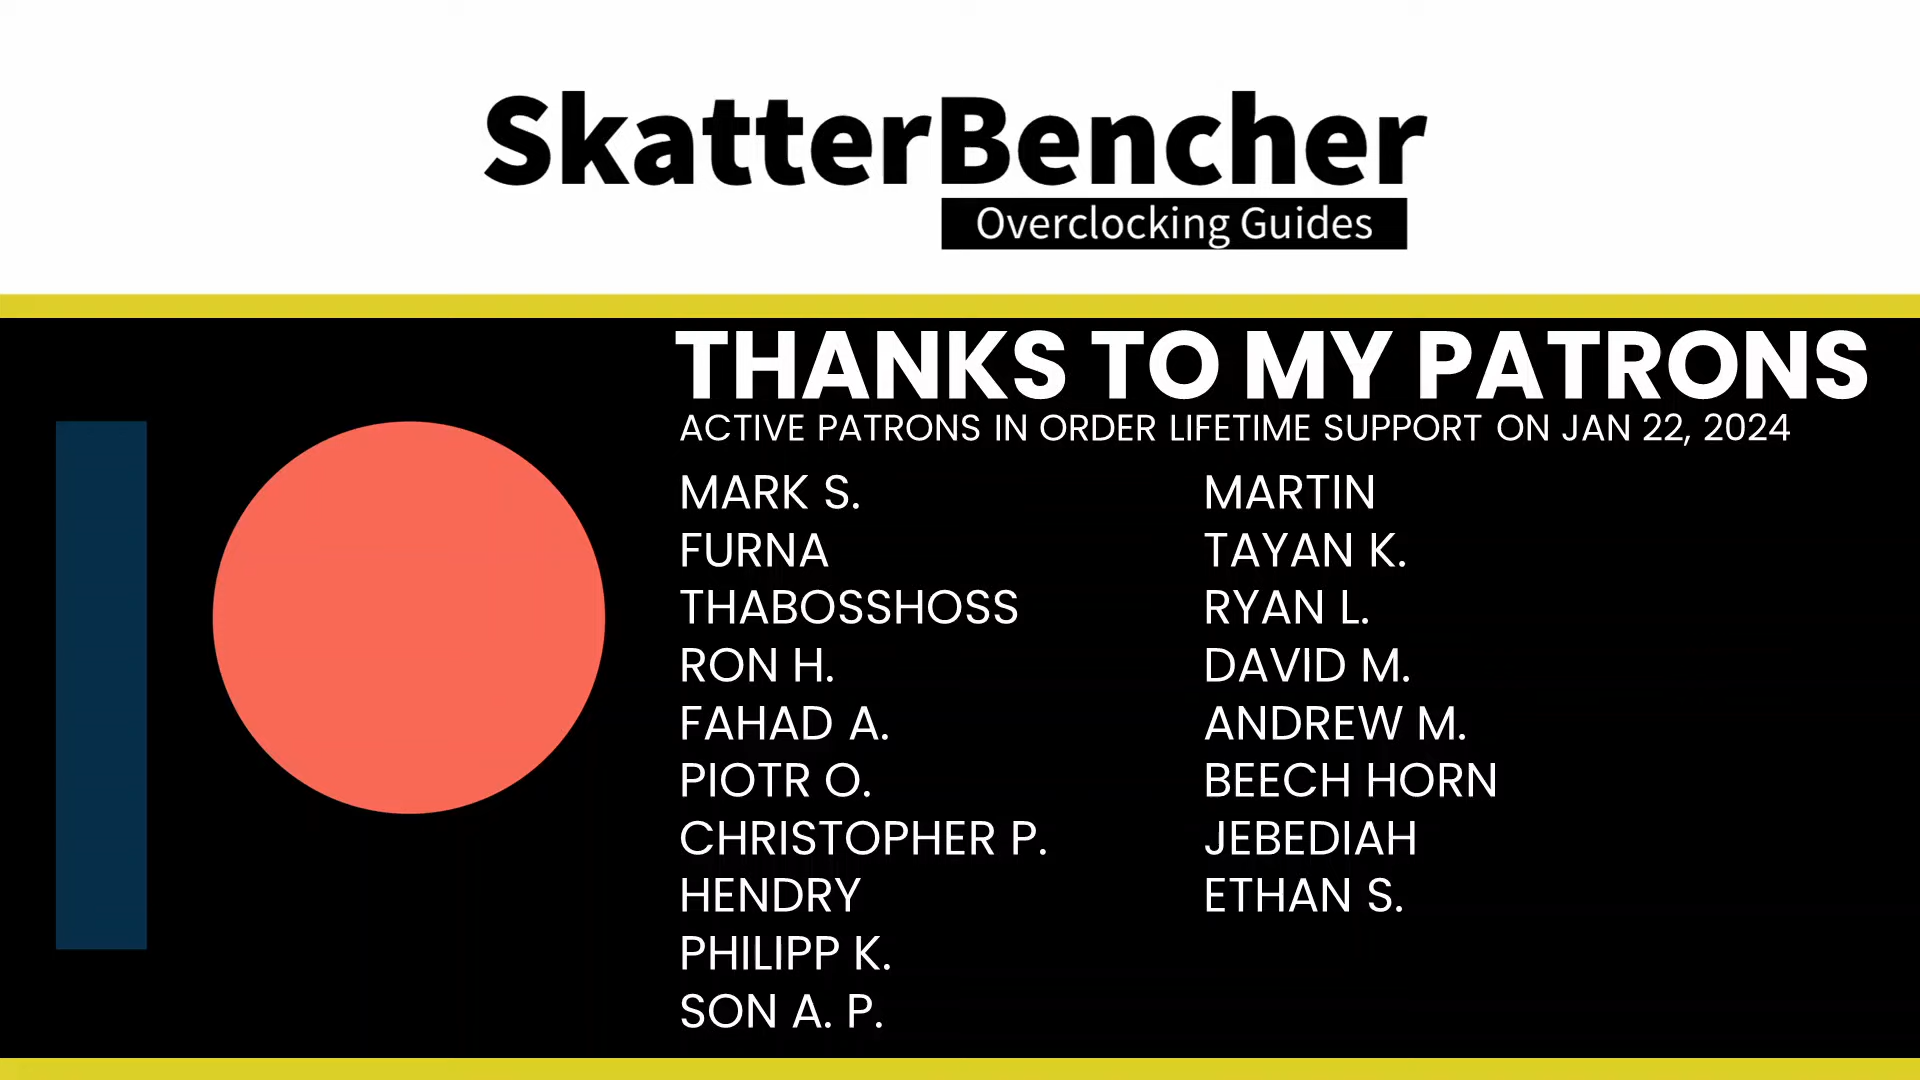 SkatterBencher
Overclocking Guides
THANKS TO MY PATRONS
ACTIVE PATRONS IN ORDER LIFETIME SUPPORT ON JAN 22, 2024
MARK S.
FURNA
THABOSSHOSS
RON H.
FAHAD A.
PIOTR O.
CHRISTOPHER P.
HENDRY
PHILIPP K.
SON A. P.
MARTIN
TAYAN K.
RYAN L.
DAVID M.
ANDREW M.
BEECH HORN
JEBEDIAH
ETHAN S.